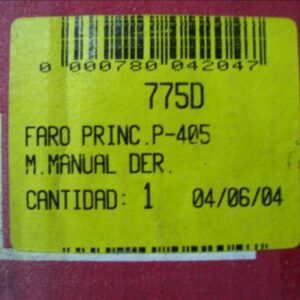 0 000780 042047
775D
FARO PRINC.P-405
M.MANUAL DER.
CANTIDAD: 1 04/06/04